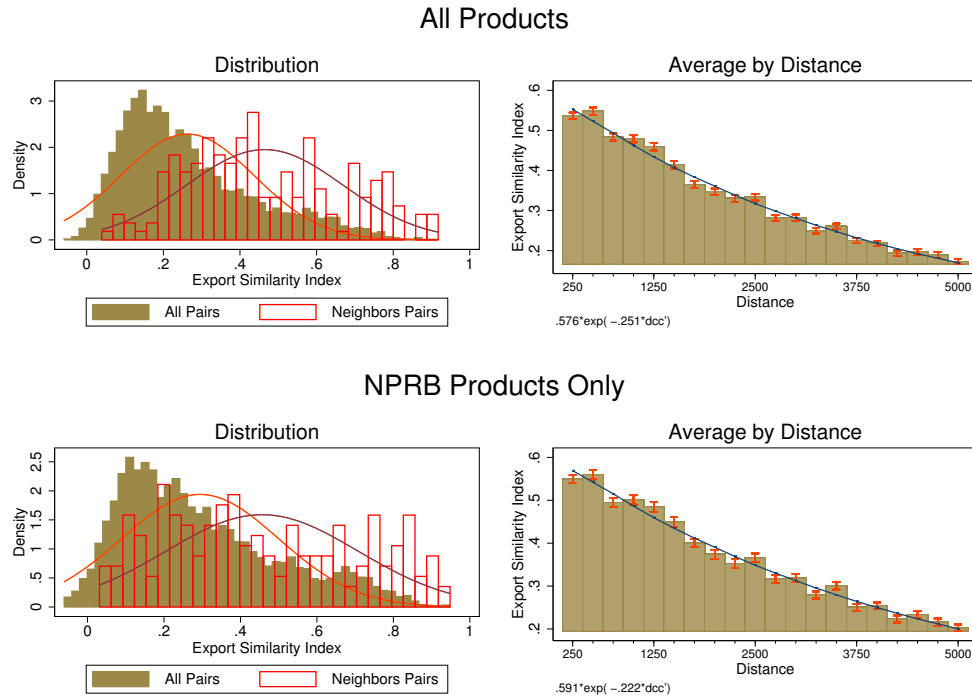 All Products
Distribution
Density
0
1
2
3
0
.2
.4
.6
.8
1
Export Similarity Index
All Pairs
Neighbors Pairs
Average by Distance
Export Similarity Index
.2
.3
.4
.5
.6
250
1250
2500
3750
5000
Distance
.576*exp( −.251*dcc')
NPRB Products Only
Distribution
Density
0
.5
1
1.5
2
2.5
0
.2
.4
.6
.8
1
Export Similarity Index
All Pairs
Neighbors Pairs
Average by Distance
Export Similarity Index
.2
.3
.4
.5
.6
250
1250
2500
3750
5000
Distance
.591*exp( −.222*dcc')